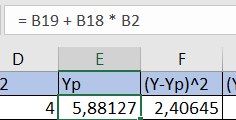 = B19 + B18 * B2
D E F
2 Yp (Y-Yp)^2 (Y
4 5,88127 2,40645